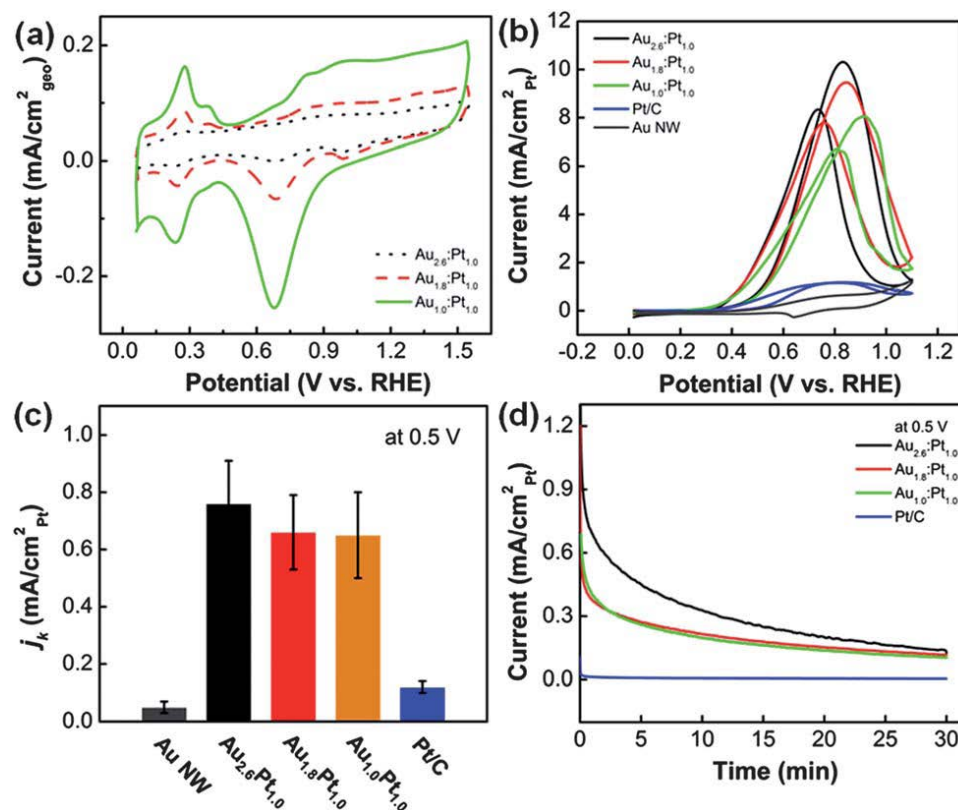 (a)
0.2
0.0
-0.2
Current (mA/cm²geo)
Au2.6:Pt1.0
Au1.8:Pt1.0
Au1.0:Pt1.0
0.0 0.3 0.6 0.9 1.2 1.5
Potential (V vs. RHE)
(b)
12
10
8
6
4
2
0
Current (mA/cm²Pt)
Au2.6:Pt1.0
Au1.8:Pt1.0
Au1.0:Pt1.0
Pt/C
Au NW
-0.2 0.0 0.2 0.4 0.6 0.8 1.0 1.2
Potential (V vs. RHE)
(c)
at 0.5 V
1.0
0.8
0.6
0.4
0.2
0.0
jk (mA/cm²Pt)
Au NW
Au2.6Pt1.0
Au1.8Pt1.0
Au1.0Pt1.0
Pt/C
(d)
at 0.5 V
1.2
0.9
0.6
0.3
0.0
Current (mA/cm²Pt)
Au2.6:Pt1.0
Au1.8:Pt1.0
Au1.0:Pt1.0
Pt/C
0 5 10 15 20 25 30
Time (min)